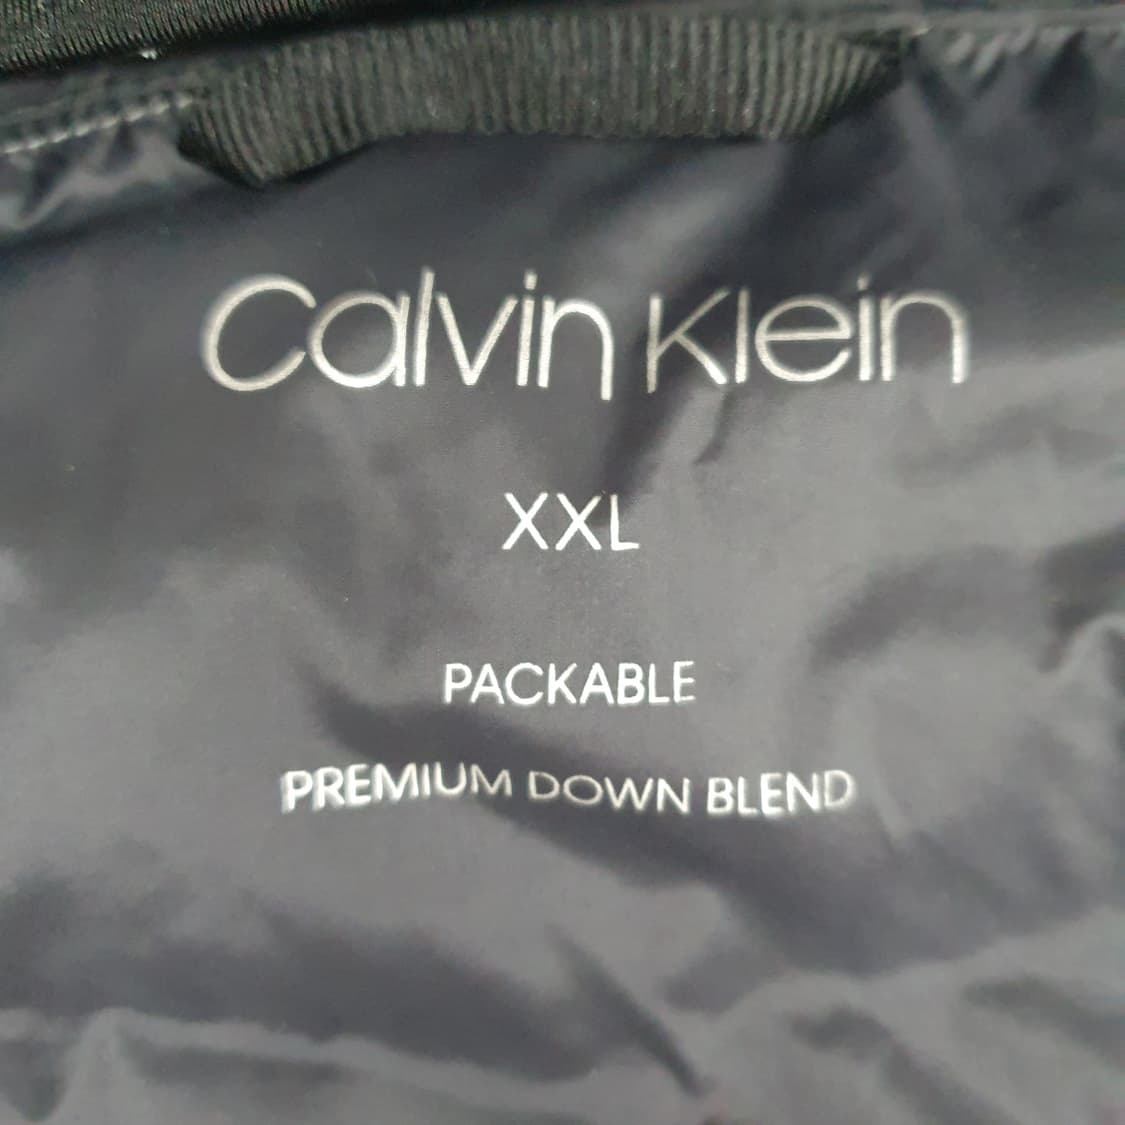 Calvin Klein
XXL
PACKABLE
PREMIUM DOWN BLEND